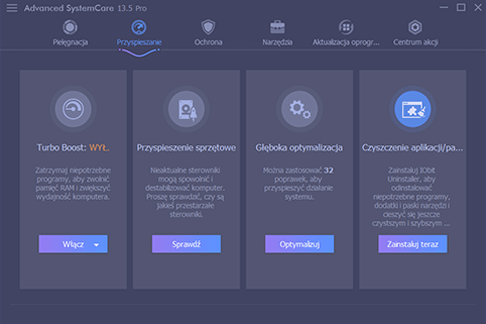 Advanced SystemCare 13.5 Pro
Pielęgnacja
Przyspieszanie
Ochrona
Narzędzia
Aktualizacja oprogr...
Centrum akcji
Turbo Boost: WYŁ.
Zatrzymaj niepotrzebne
programy, aby zwolnić
pamięć RAM i zwiększyć
wydajność komputera.
Włącz
Przyspieszenie sprzętowe
Nieaktualne sterowniki
mogą spowolnić i
destabilizować komputer.
Proszę sprawdzić, czy są
jakieś przestarzałe
sterowniki.
Sprawdź
Głęboka optymalizacja
Można zastosować 32
poprawek, aby
przyspieszyć działanie
systemu.
Optymalizuj
Czyszczenie aplikacji/pa...
Zainstaluj IObit
Uninstaller, aby
odinstalować
niepotrzebne programy,
dodatki i paski narzędzi i
cieszyć się jeszcze
czystszym i szybszym ...
Zainstaluj teraz